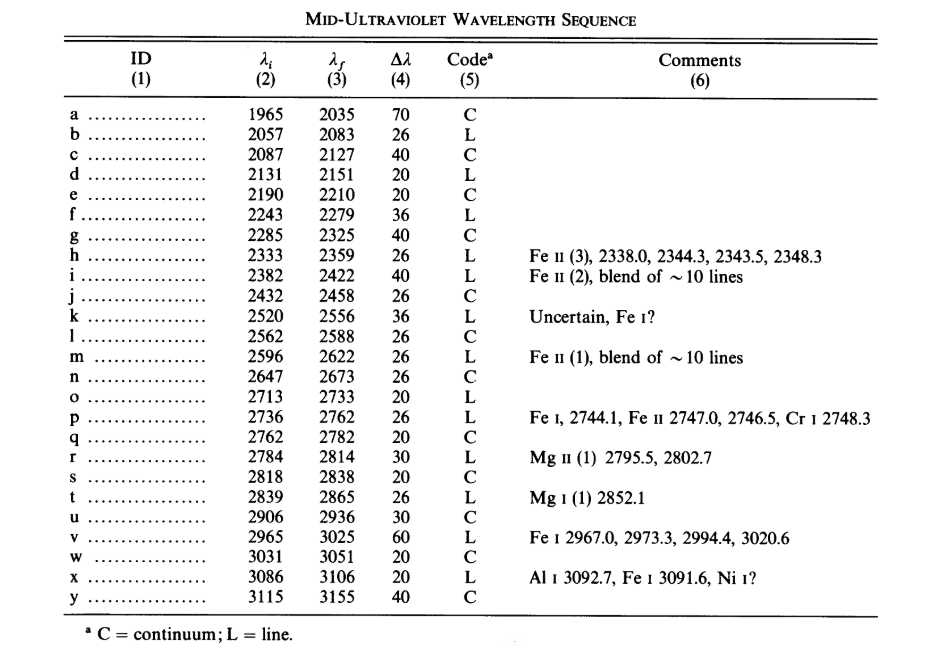 MID-ULTRAVIOLET WAVELENGTH SEQUENCE
ID λi λf Δλ Codeᵃ Comments
(1) (2) (3) (4) (5) (6)
a .................. 1965 2035 70 C
b .................. 2057 2083 26 L
c .................. 2087 2127 40 C
d .................. 2131 2151 20 L
e .................. 2190 2210 20 C
f .................. 2243 2279 36 L
g .................. 2285 2325 40 C
h .................. 2333 2359 26 L Fe II (3), 2338.0, 2344.3, 2343.5, 2348.3
i .................. 2382 2422 40 L Fe II (2), blend of ~ 10 lines
j .................. 2432 2458 26 C
k .................. 2520 2556 36 L Uncertain, Fe I?
l .................. 2562 2588 26 C
m .................. 2596 2622 26 L Fe II (1), blend of ~ 10 lines
n .................. 2647 2673 26 C
o .................. 2713 2733 20 L
p .................. 2736 2762 26 L Fe I, 2744.1, Fe II 2747.0, 2746.5, Cr I 2748.3
q .................. 2762 2782 20 C
r .................. 2784 2814 30 L Mg II (1) 2795.5, 2802.7
s .................. 2818 2838 20 C
t .................. 2839 2865 26 L Mg I (1) 2852.1
u .................. 2906 2936 30 C
v .................. 2965 3025 60 L Fe I 2967.0, 2973.3, 2994.4, 3020.6
w .................. 3031 3051 20 C
x .................. 3086 3106 20 L Al I 3092.7, Fe I 3091.6, Ni I?
y .................. 3115 3155 40 C
ᵃ C = continuum; L = line.